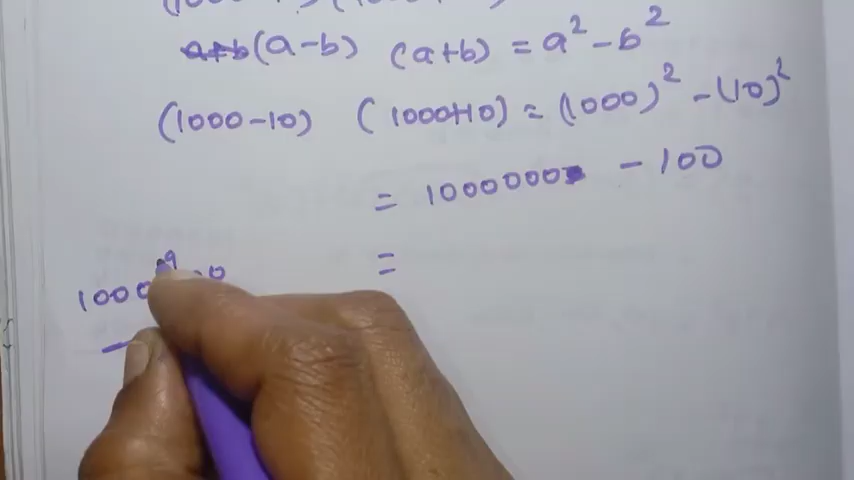 a+b (a-b) (a+b) = a² - b²
(1000-10) (1000+10) = (1000)² - (10)²
= 1000000 - 100
=